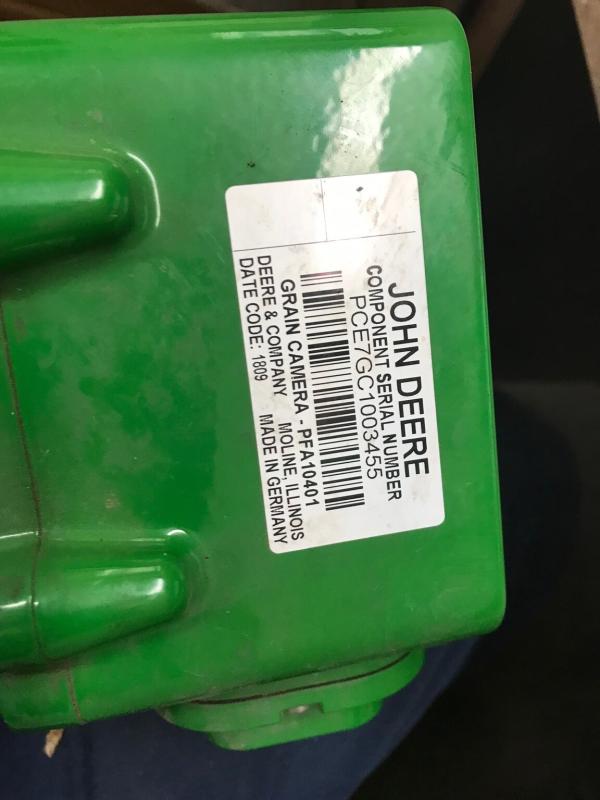 JOHN DEERE
COMPONENT SERIAL NUMBER
PCE7GC1003455
GRAIN CAMERA - PFA10401
DEERE & COMPANY MOLINE, ILLINOIS
DATE CODE: 1809 MADE IN GERMANY